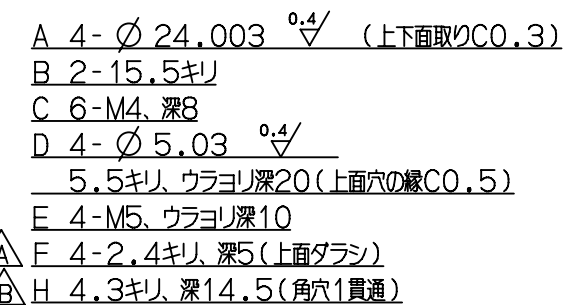 A 4-⌀24.003 0.4 (上下面取りC0.3)
B 2-15.5キリ
C 6-M4、深8
D 4-⌀5.03 0.4
5.5キリ、ウラヨリ深20(上面穴の縁C0.5)
E 4-M5、ウラヨリ深10
A F 4-2.4キリ、深5(上面ダラシ)
B H 4.3キリ、深14.5(角穴1貫通)